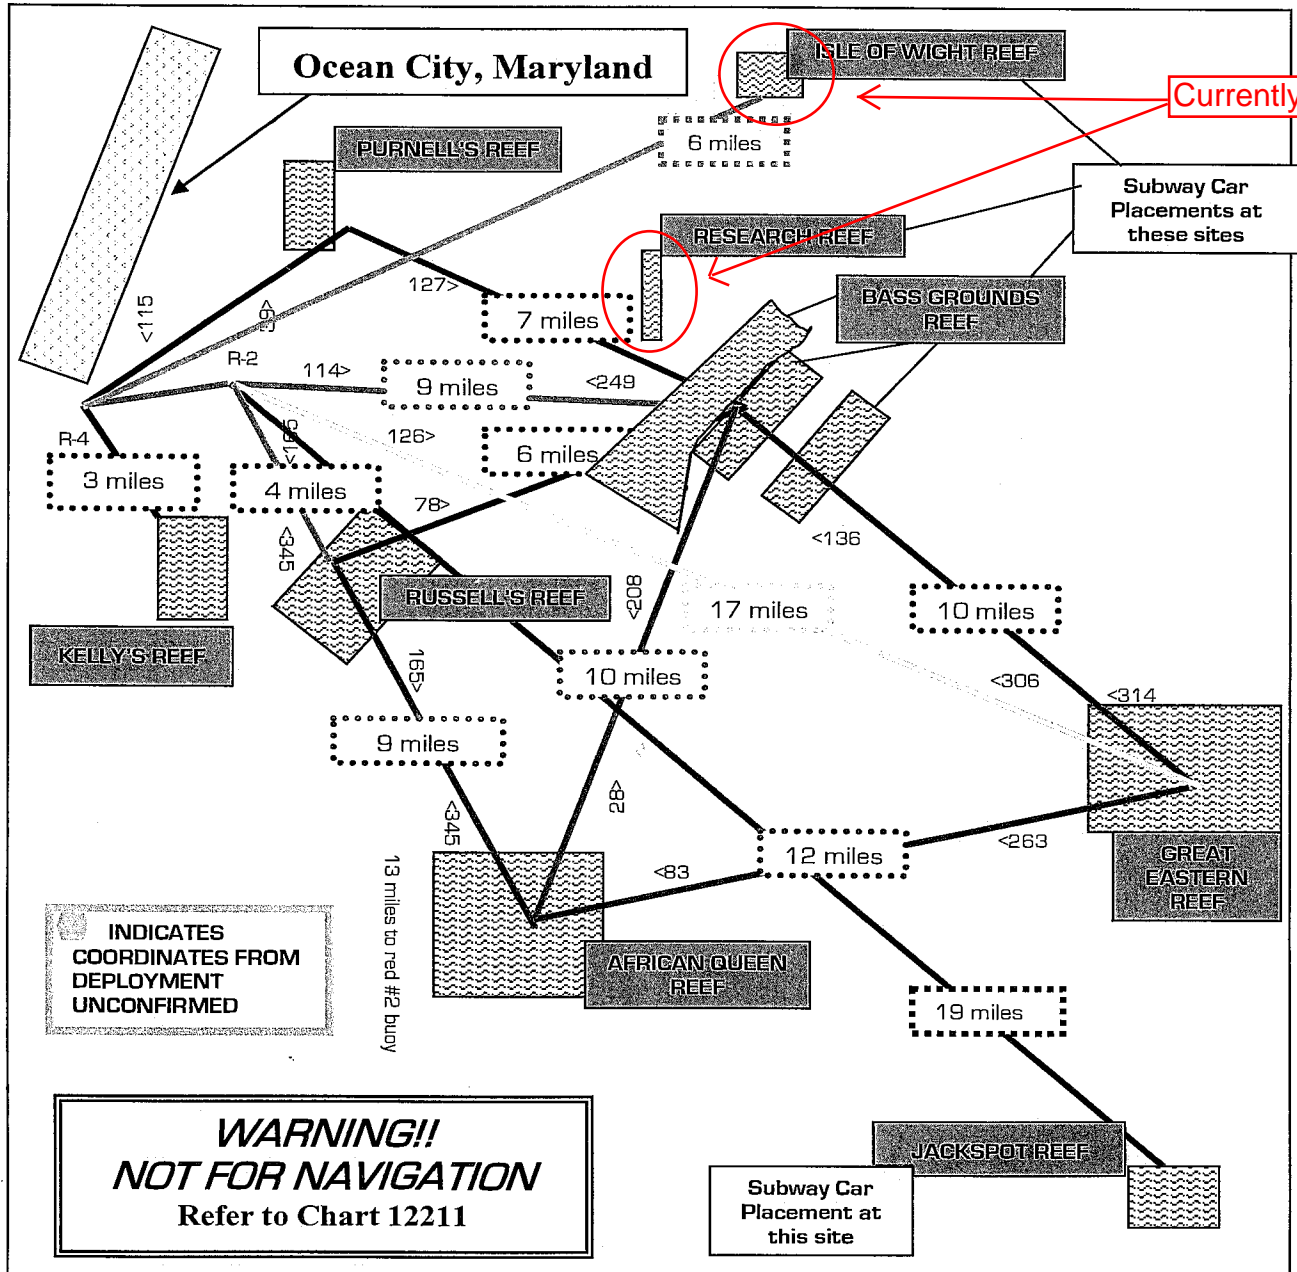 ISLE OF WIGHT REEF
Ocean City, Maryland
Currently
PURNELL'S REEF
6 miles
Subway Car
Placements at
these sites
RESEARCH REEF
127>
BASS GROUNDS
REEF
<115
<63
7 miles
R-2
114>
9 miles
<249
R-4
<165
126>
6 miles
3 miles
4 miles
78>
<345
<136
<208
RUSSELL'S REEF
17 miles
10 miles
KELLY'S REEF
165>
10 miles
<306
<314
9 miles
28>
<345
<263
12 miles
GREAT
EASTERN
REEF
<83
13 miles to red #2 buoy
INDICATES
COORDINATES FROM
DEPLOYMENT
UNCONFIRMED
AFRICAN QUEEN
REEF
19 miles
WARNING!!
NOT FOR NAVIGATION
Refer to Chart 12211
JACKSPOT REEF
Subway Car
Placement at
this site